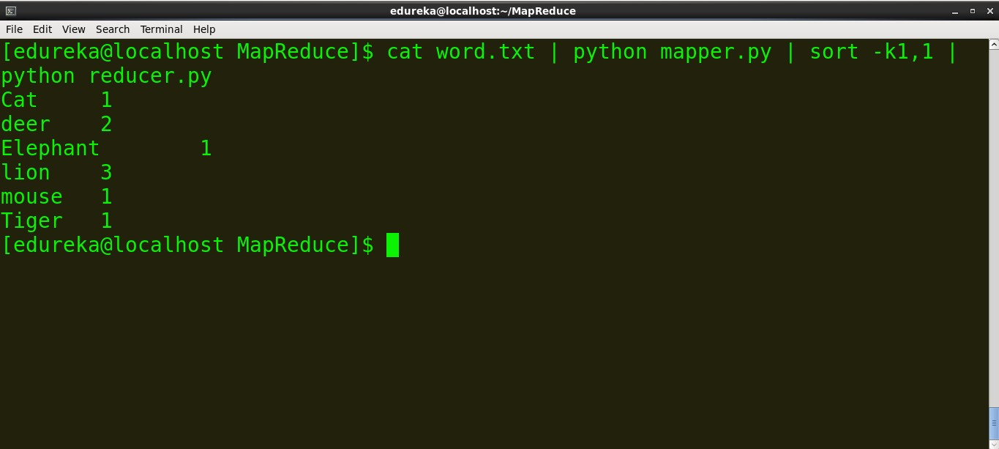 edureka@localhost:~/MapReduce
File Edit View Search Terminal Help
[edureka@localhost MapReduce]$ cat word.txt | python mapper.py | sort -k1,1 |
python reducer.py
Cat     1
deer    2
Elephant        1
lion    3
mouse   1
Tiger   1
[edureka@localhost MapReduce]$